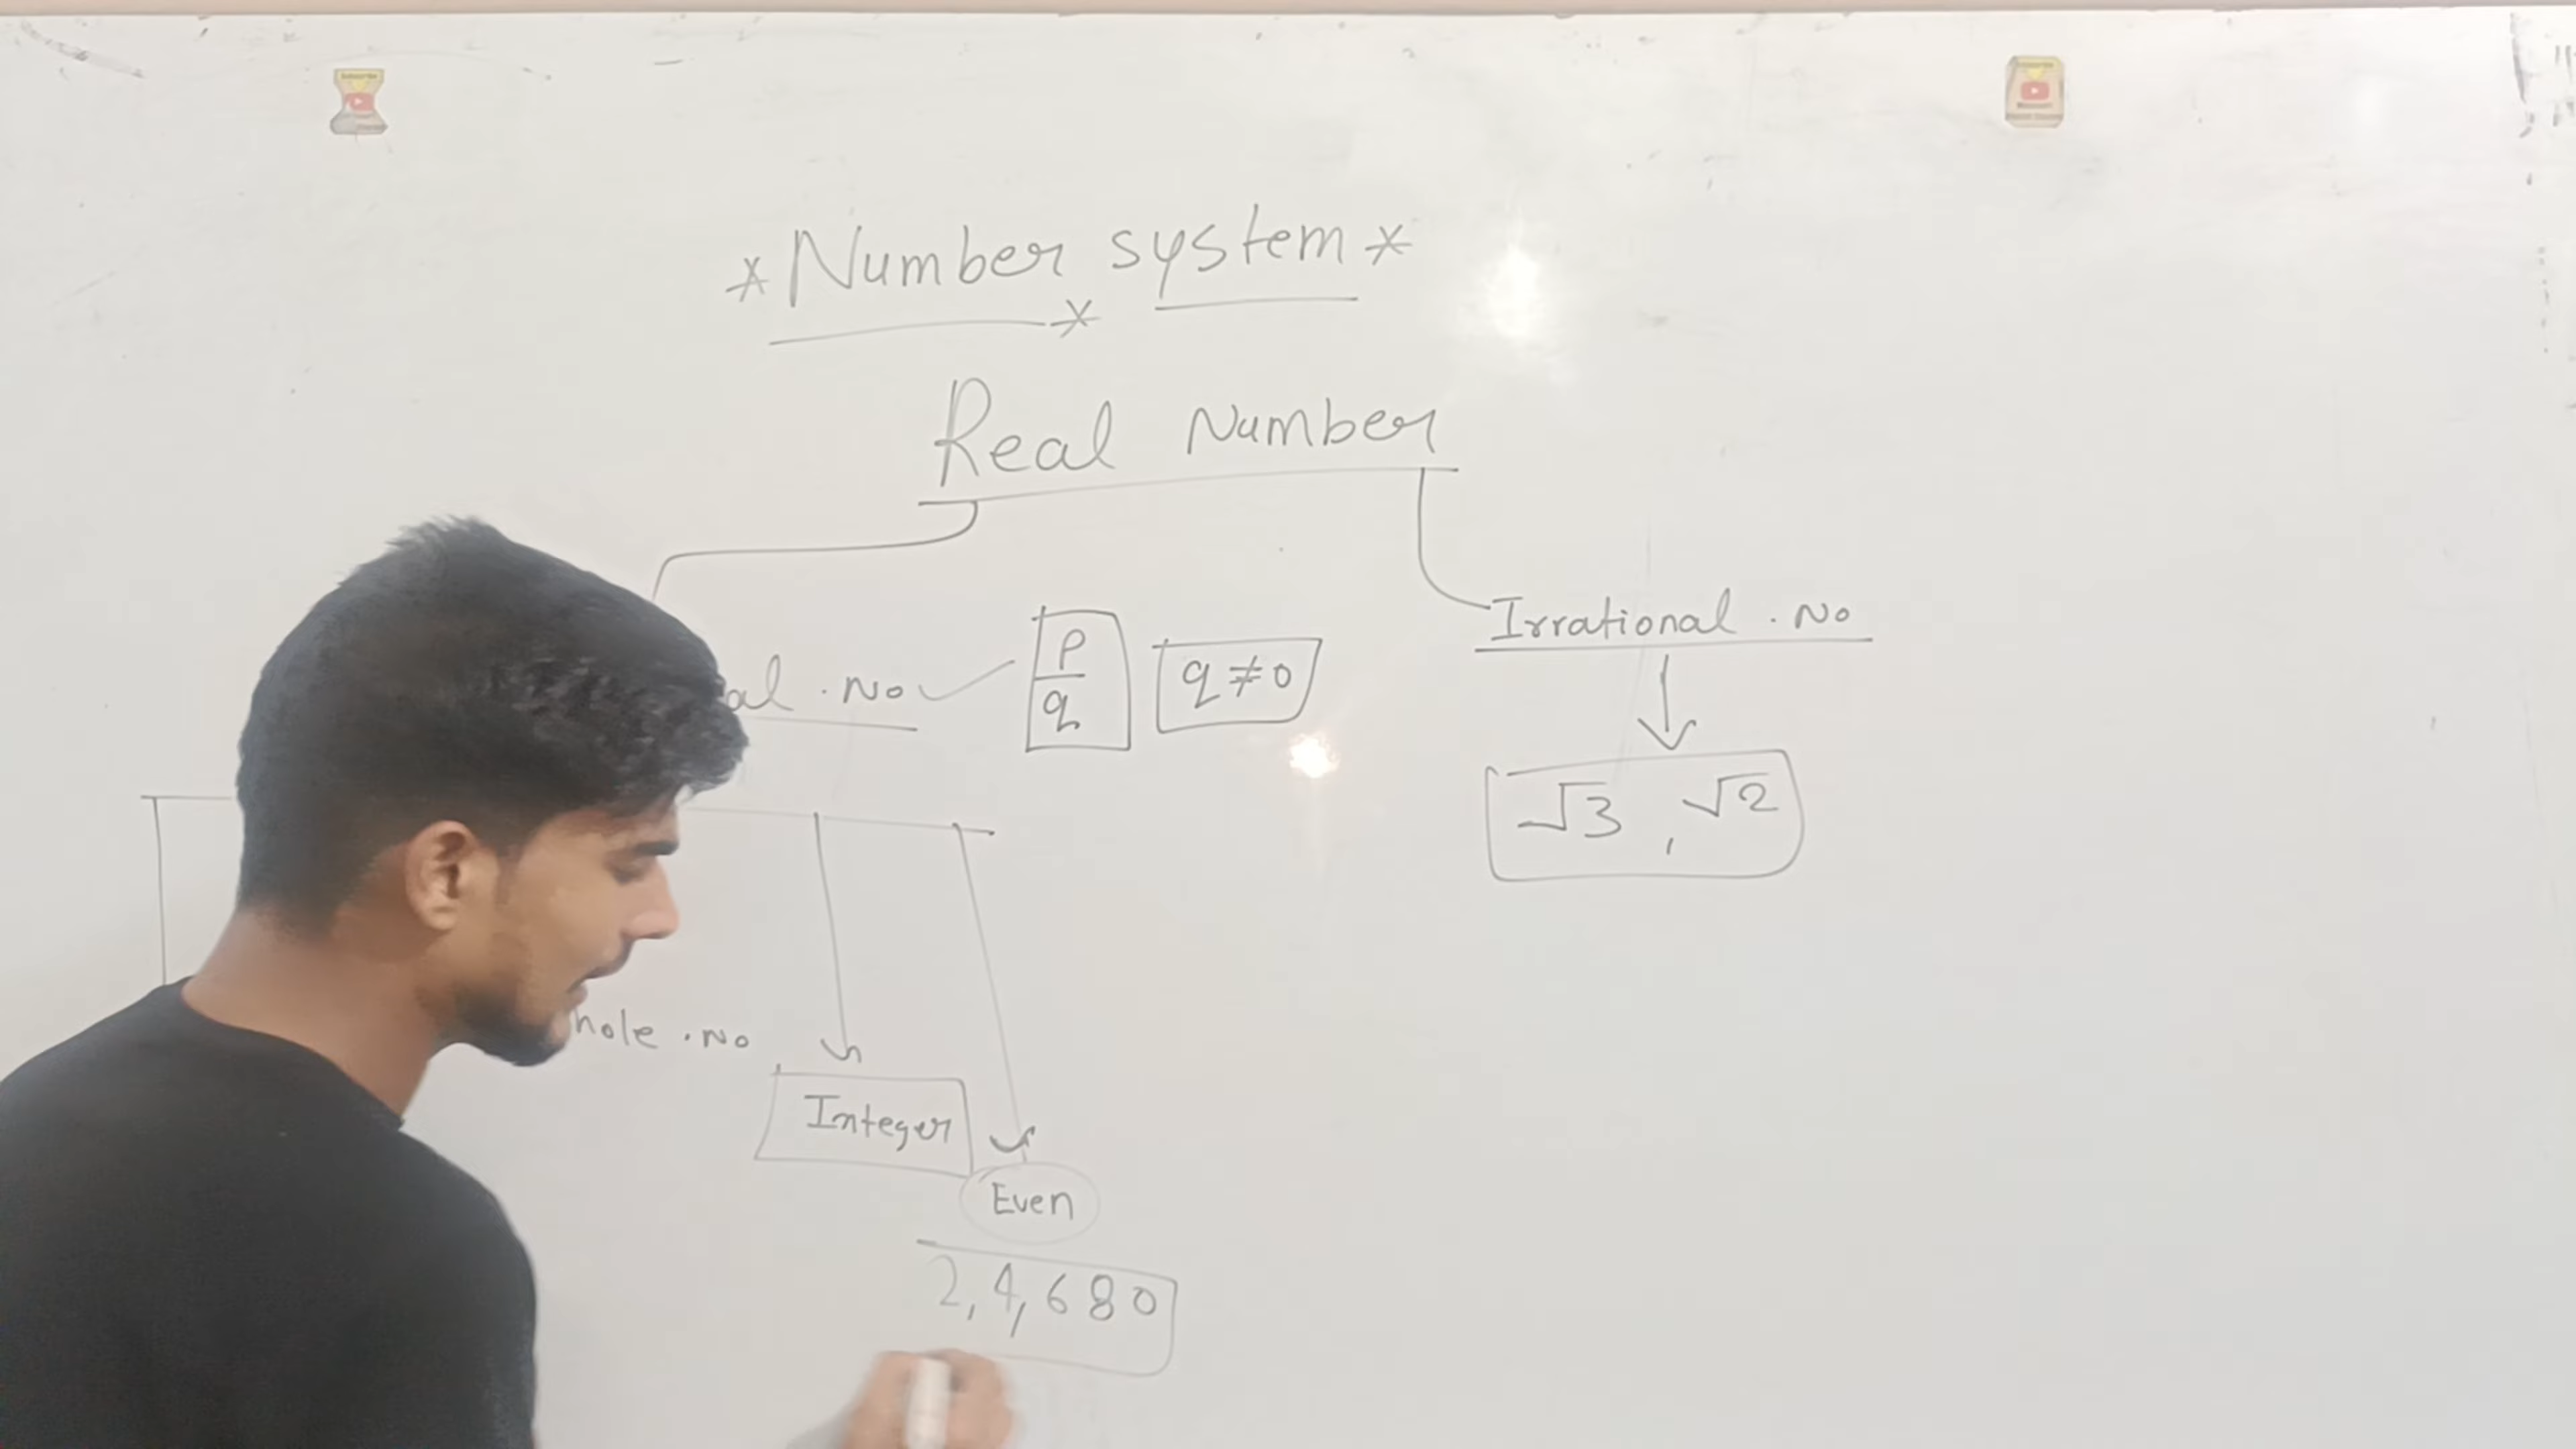 * Number system *
*
Real Number
al . No
p
q
q ≠ 0
Irrational . No
√3 , √2
hole . No
Integer
Even
2, 4, 6 8 0